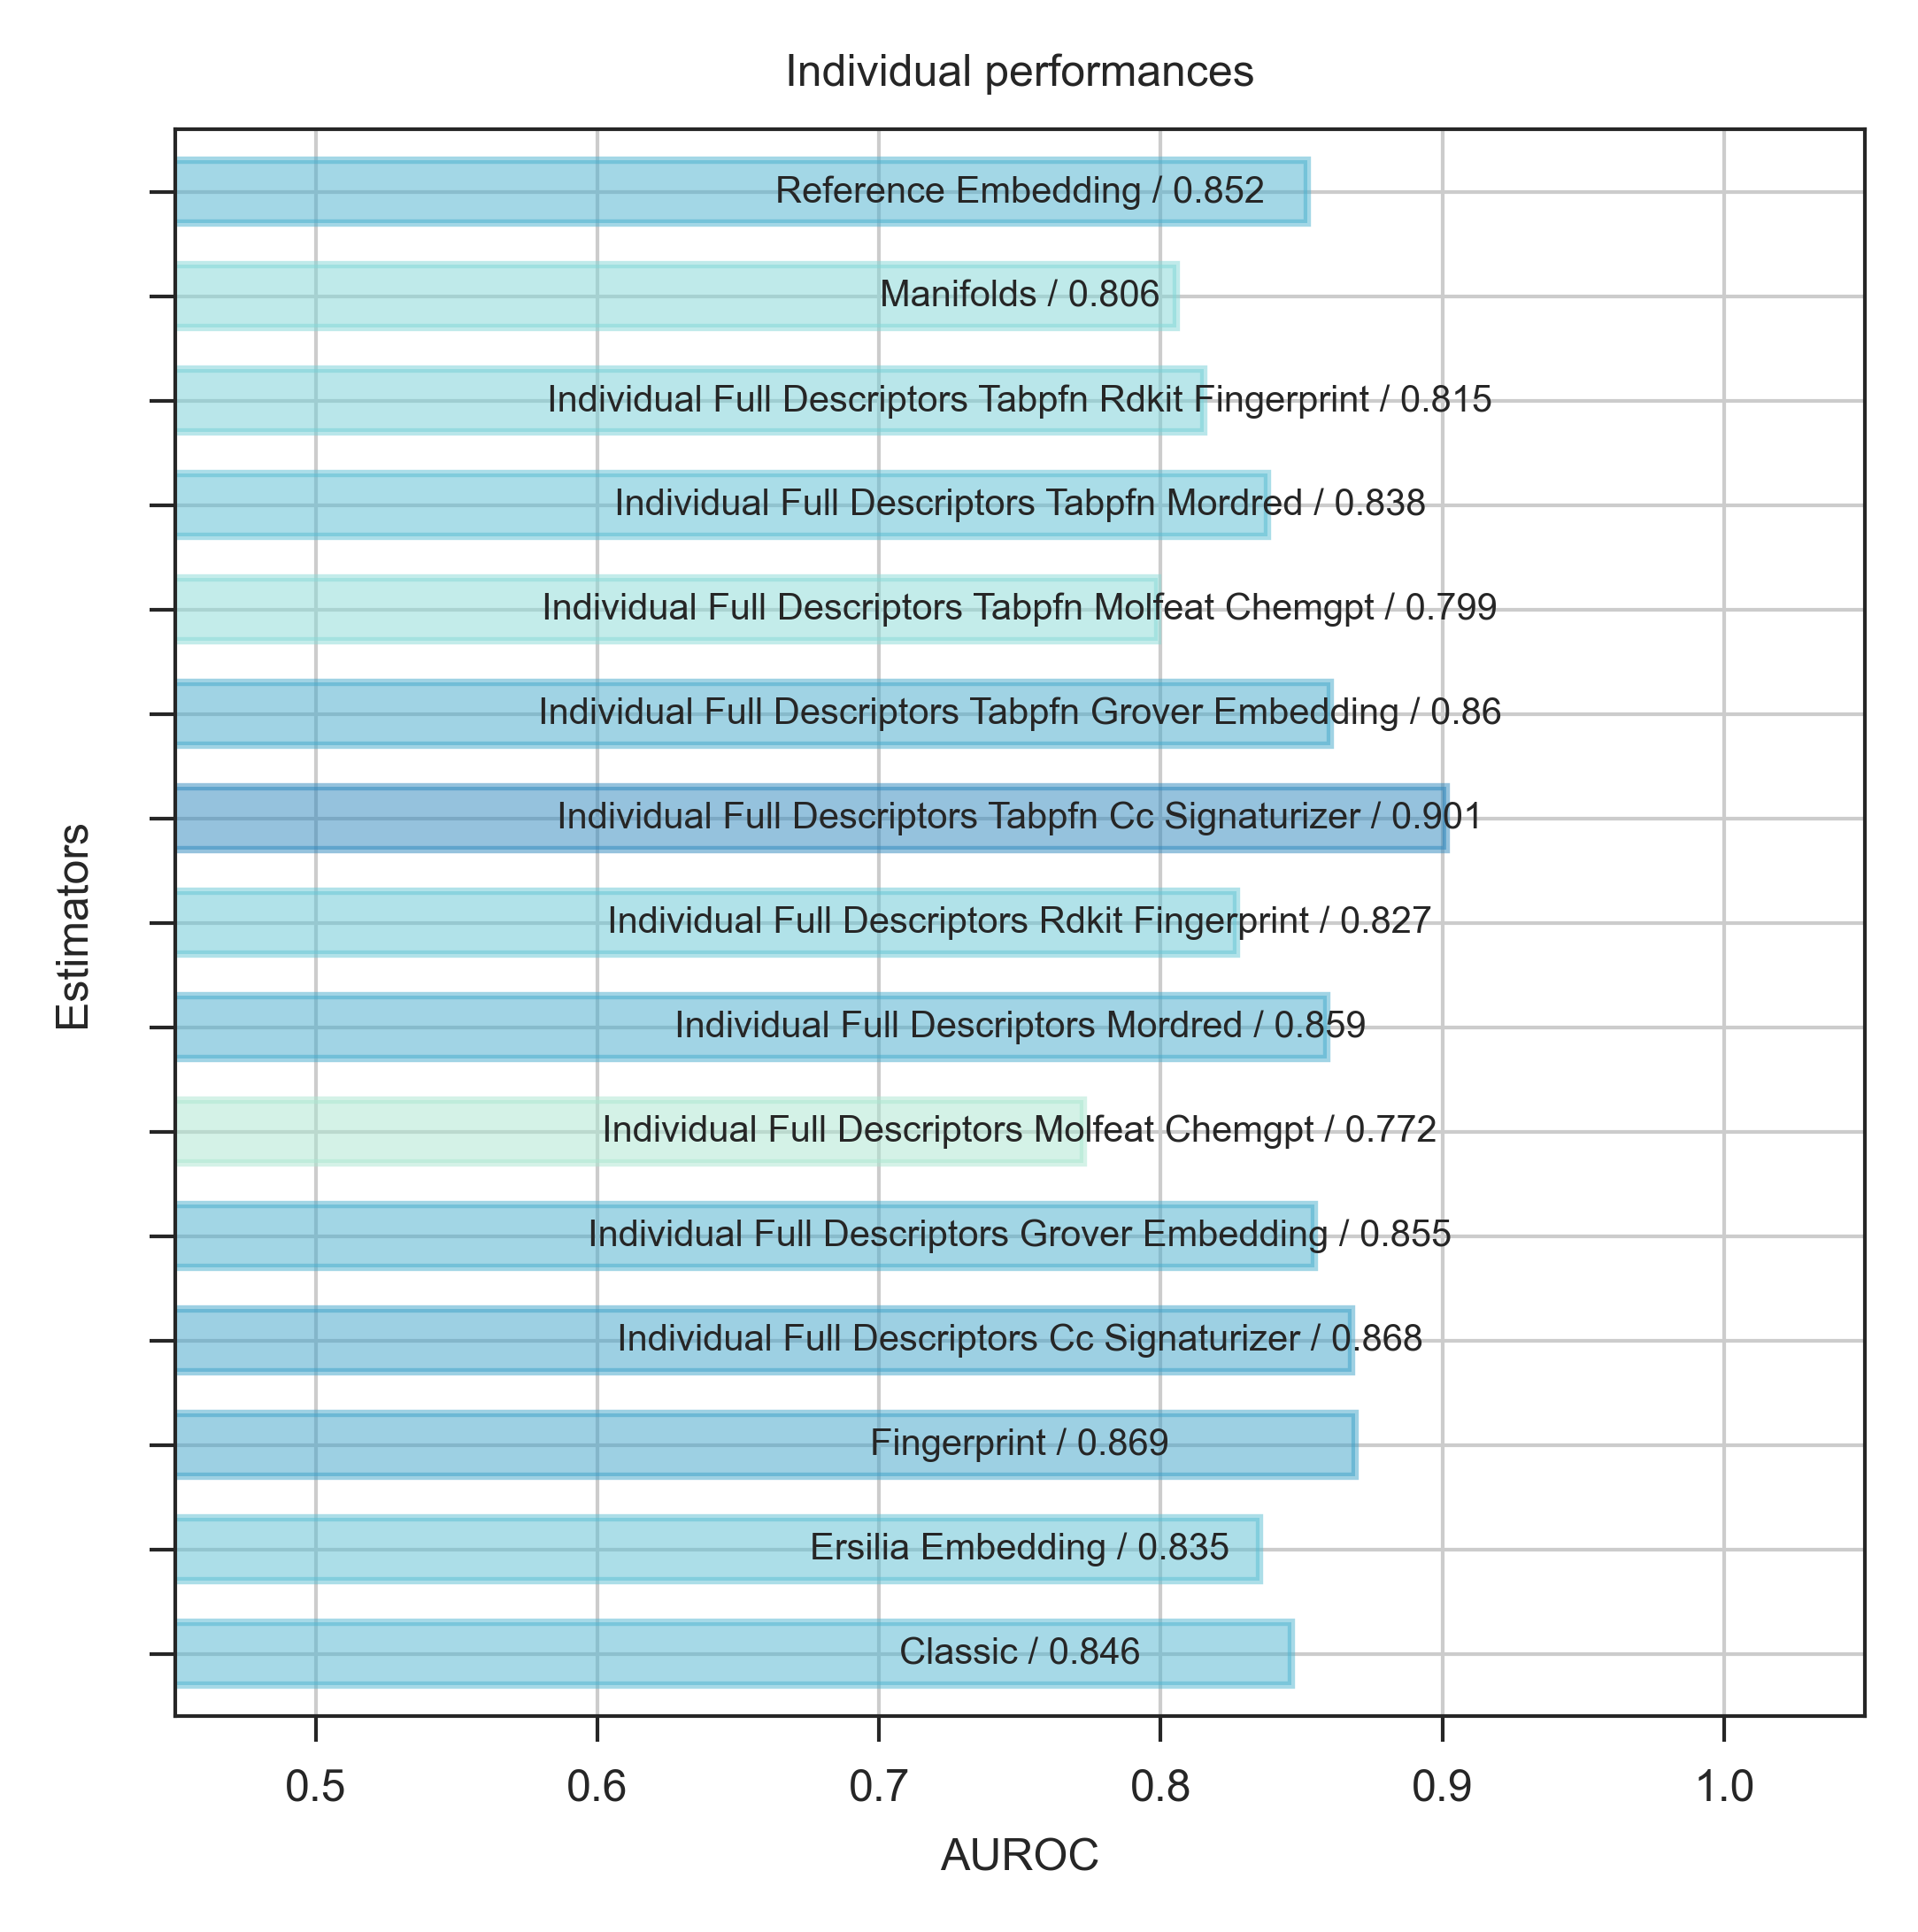 Individual performances
Reference Embedding / 0.852
Manifolds / 0.806
Individual Full Descriptors Tabpfn Rdkit Fingerprint / 0.815
Individual Full Descriptors Tabpfn Mordred / 0.838
Individual Full Descriptors Tabpfn Molfeat Chemgpt / 0.799
Individual Full Descriptors Tabpfn Grover Embedding / 0.86
Individual Full Descriptors Tabpfn Cc Signaturizer / 0.901
Individual Full Descriptors Rdkit Fingerprint / 0.827
Individual Full Descriptors Mordred / 0.859
Individual Full Descriptors Molfeat Chemgpt / 0.772
Individual Full Descriptors Grover Embedding / 0.855
Individual Full Descriptors Cc Signaturizer / 0.868
Fingerprint / 0.869
Ersilia Embedding / 0.835
Classic / 0.846
Estimators
0.5 0.6 0.7 0.8 0.9 1.0
AUROC